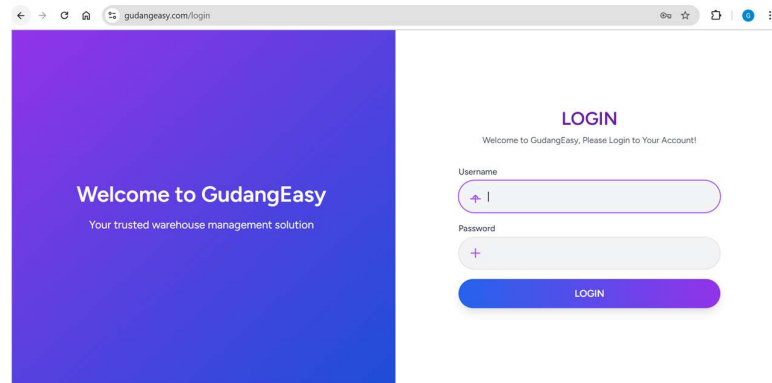 gudangeasy.com/login
G
Welcome to GudangEasy
Your trusted warehouse management solution
LOGIN
Welcome to GudangEasy, Please Login to Your Account!
Username
Password
LOGIN